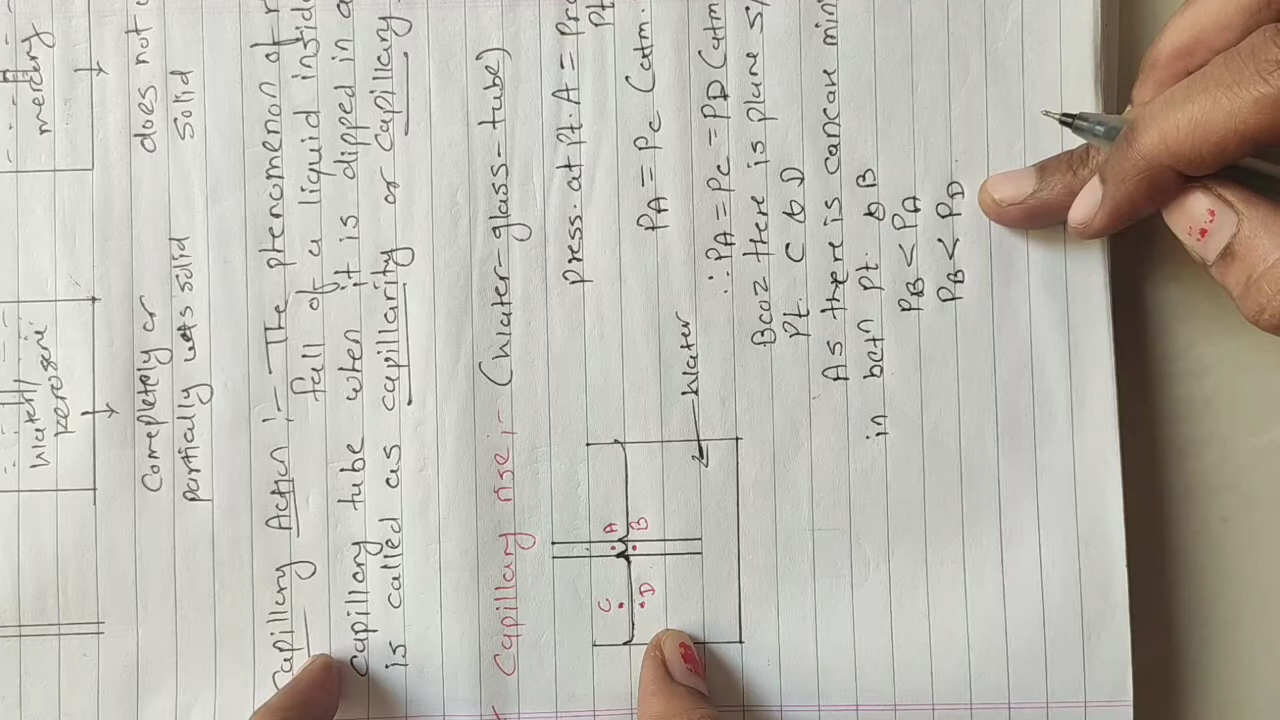 mercury
Water/
kerosene
does not
solid
Comepletely or
partially wets solid
Capillary Action :- The phenomenon of
fall of a liquid inside
capillary tube when it is dipped in a
is called as capillarity or capillary
Capillary rise ;- (Water-glass-tube)
press. at pt. A =
Pt
PA = Pc (atm.
∴ PA = Pc = PD (atm
Bcoz there is plane
Pt. C & D
As there is concave
in betn pt. & B
PB < PA
PB < PD
C
A
D
B
Water